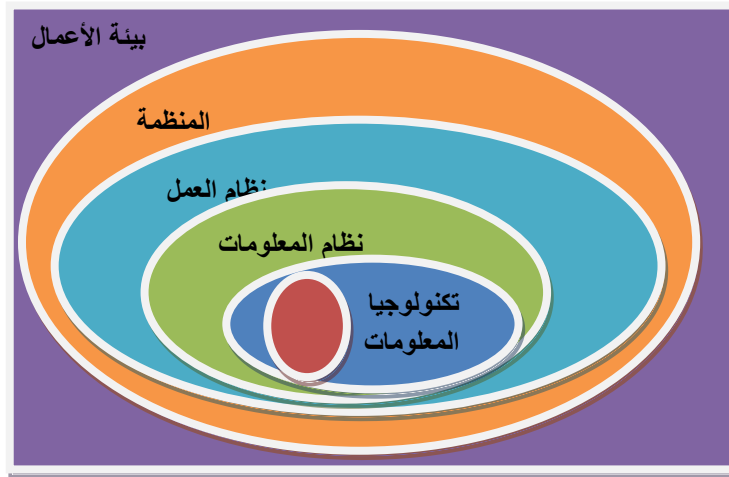 بيئة الأعمال
المنظمة
نظام العمل
نظام المعلومات
تكنولوجيا
المعلومات